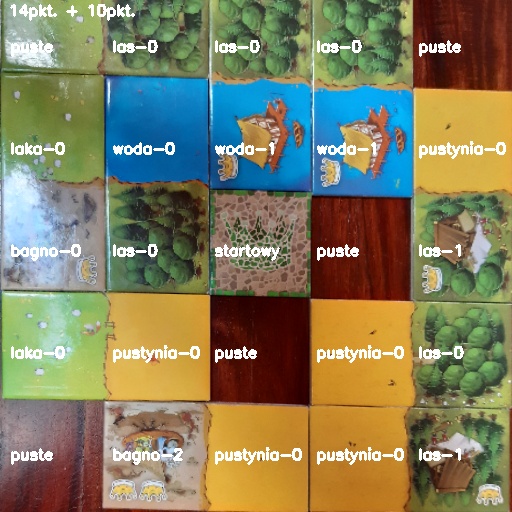 14pkt. + 10pkt.
puste las-0 las-0 las-0 puste
laka-0 woda-0 woda-1 woda-1 pustynia-0
bagno-0 las-0 startowy puste las-1
laka-0 pustynia-0 puste pustynia-0 las-0
puste bagno-2 pustynia-0 pustynia-0 las-1